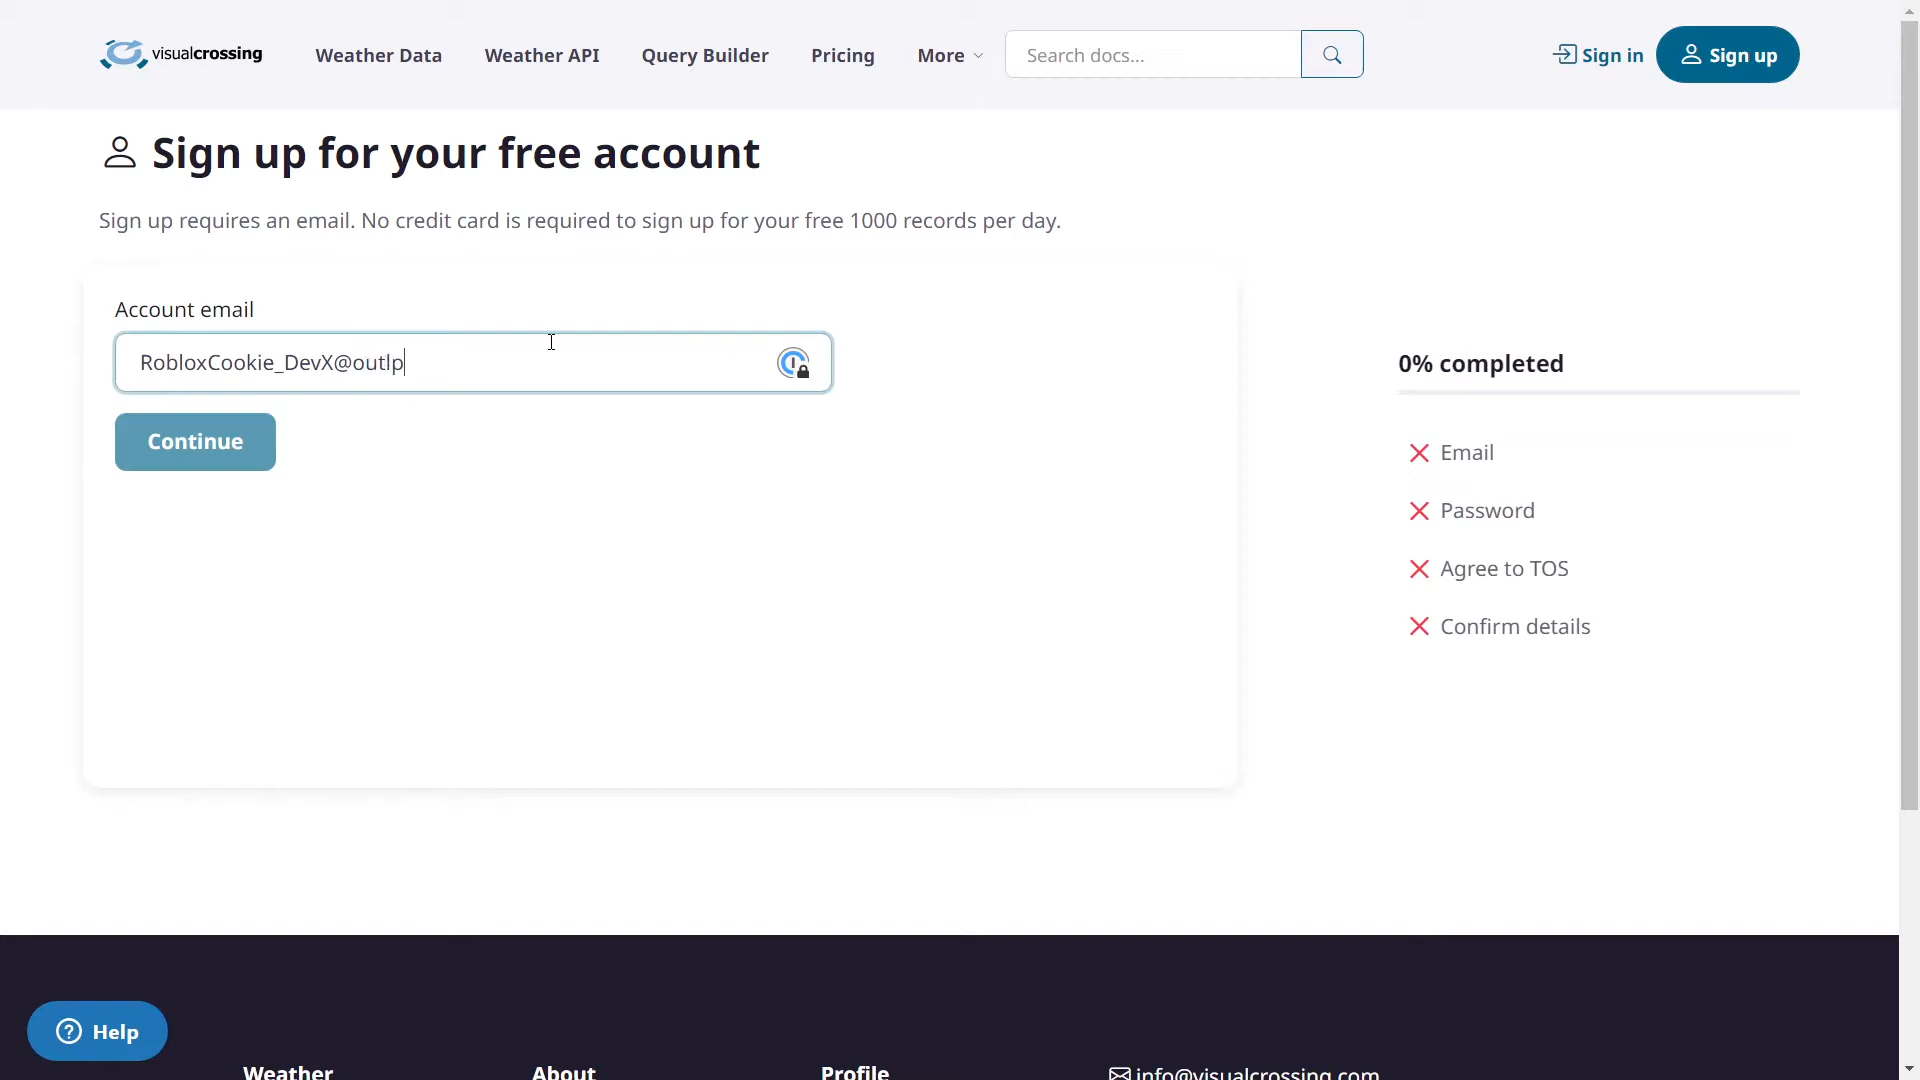 visualcrossing Weather Data Weather API Query Builder Pricing More Search docs... Sign in Sign up
Sign up for your free account
Sign up requires an email. No credit card is required to sign up for your free 1000 records per day.
Account email
RobloxCookie_DevX@outlp
Continue
0% completed
Email
Password
Agree to TOS
Confirm details
Help
Weather About Profile info@visualcrossing.com